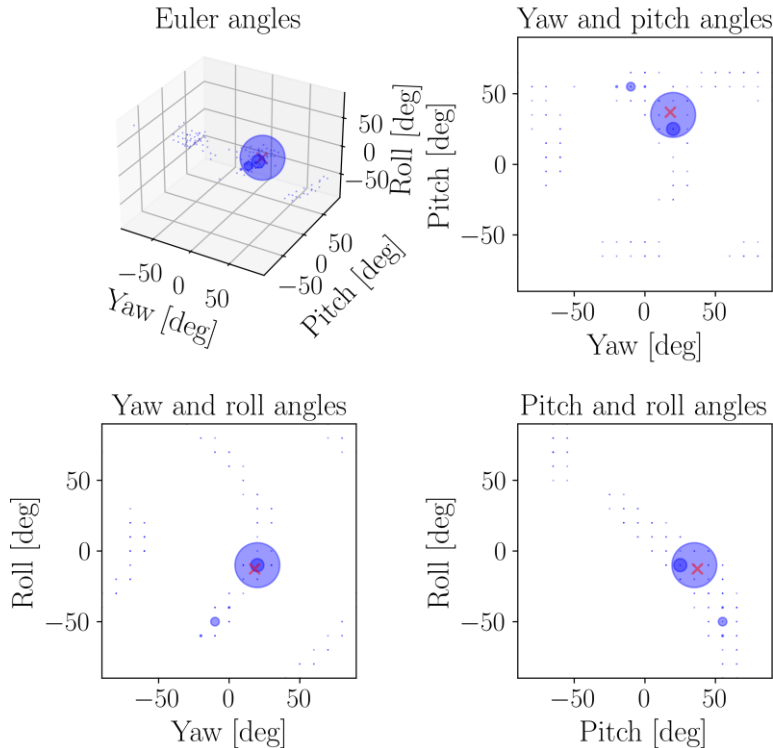 Euler angles
50
0
−50
Roll [deg]
−50
0
50
Yaw [deg]
−50
0
50
Pitch [deg]
Yaw and pitch angles
50
0
−50
Pitch [deg]
−50
0
50
Yaw [deg]
Yaw and roll angles
50
0
−50
Roll [deg]
−50
0
50
Yaw [deg]
Pitch and roll angles
50
0
−50
Roll [deg]
−50
0
50
Pitch [deg]